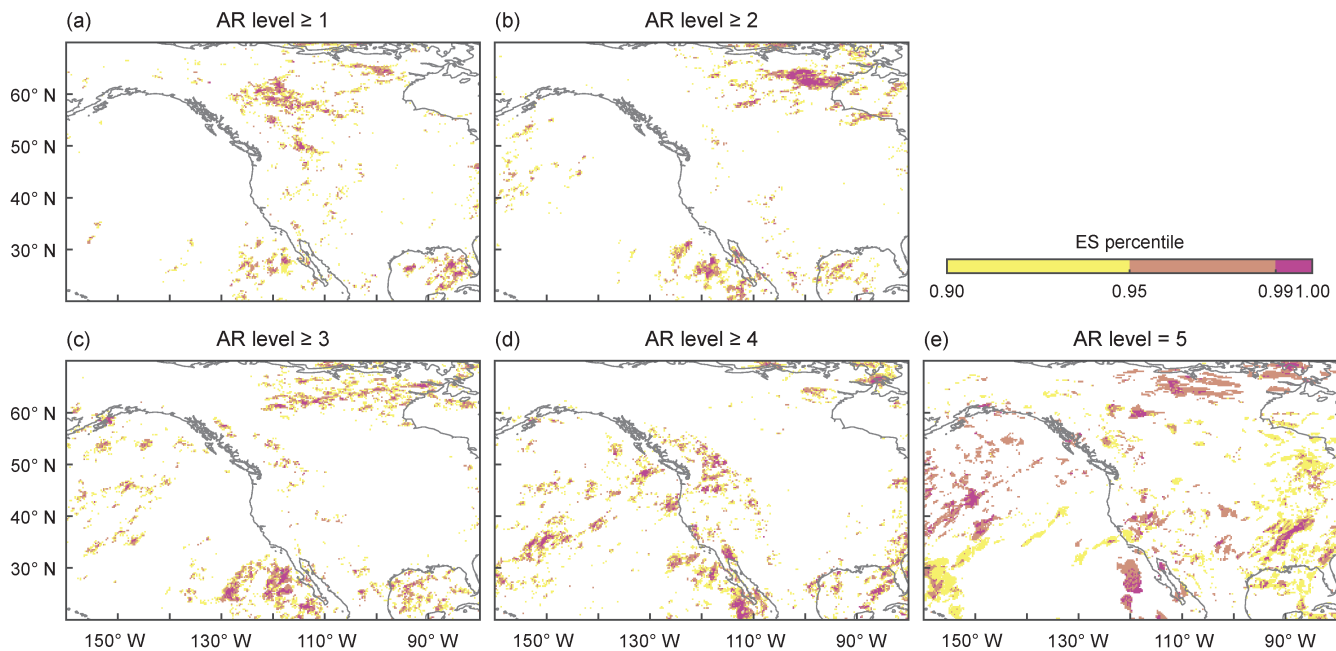 (a) AR level ≥ 1
(b) AR level ≥ 2
60° N
50° N
40° N
30° N
ES percentile
0.90 0.95 0.991.00
(c) AR level ≥ 3
(d) AR level ≥ 4
(e) AR level = 5
60° N
50° N
40° N
30° N
150° W 130° W 110° W 90° W
150° W 130° W 110° W 90° W
150° W 130° W 110° W 90° W